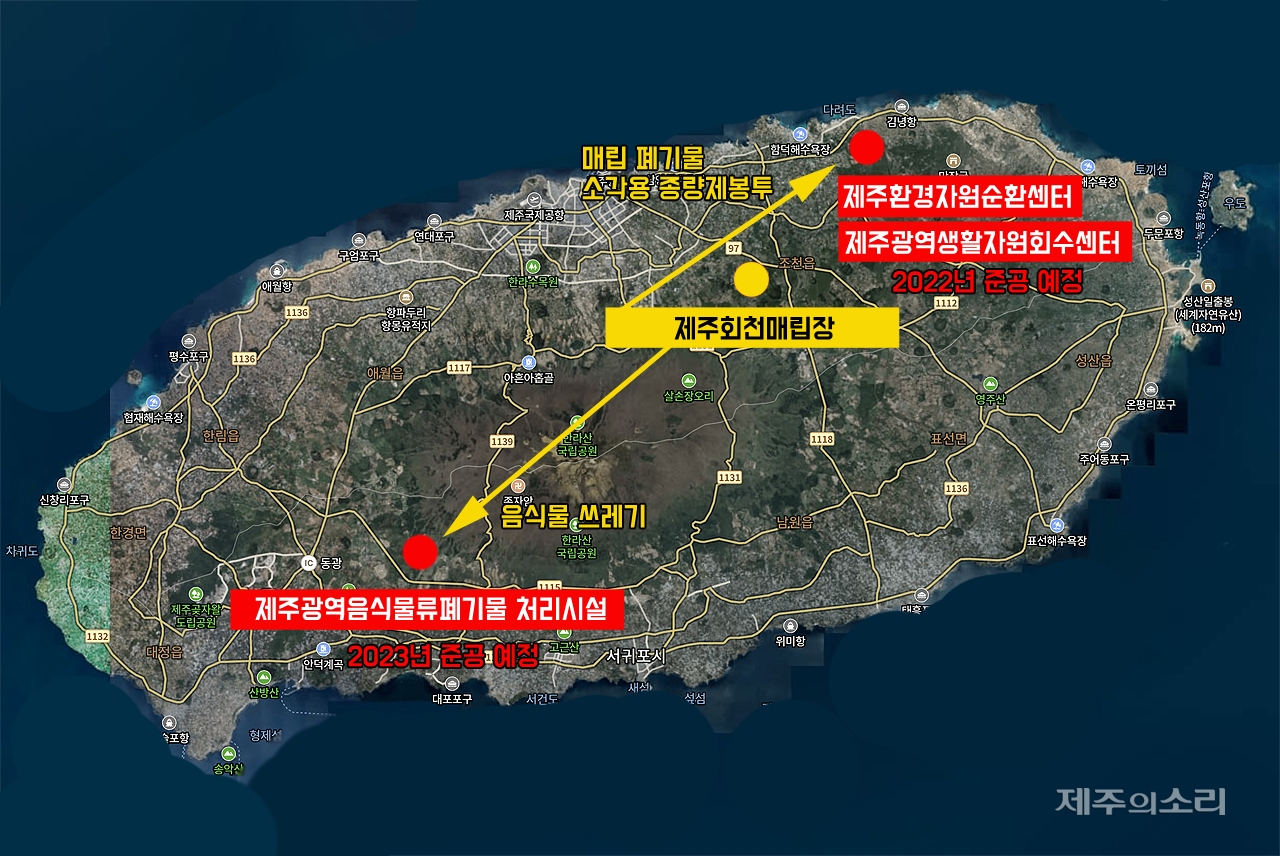 다려도
김녕항
함덕해수욕장
매립 폐기물
소각용 종량제봉투
제주환경자원순환센터
제주광역생활자원회수센터
2022년 준공 예정
해수욕장
토끼섬
우도
두문포항
성산일출봉
(세계자연유산)
(182m)
제주국제공항
연대포구
구엄포구
애월항
한라수목원
항파두리
항몽유적지
97
조천읍
1112
1136
제주회천매립장
평수포구
1136
1117
애월읍
아흔아홉골
살손장오리
성산읍
영주산
온평리포구
협재해수욕장
한림읍
1139
한라산
국립공원
1118
표선면
주어동포구
1131
1136
신창리포구
존자암
음식물 쓰레기
남원읍
한경면
차귀도
한라산
국립공원
표선해수욕장
IC 동광
1115
제주곶자왈
도립공원
제주광역음식물류폐기물 처리시설
2023년 준공 예정
1132
대정읍
안덕계곡
고근산
서귀포시
위미항
산방산
대포포구
서건도
새섬
섶섬
형제섬
송악산
제주의소리